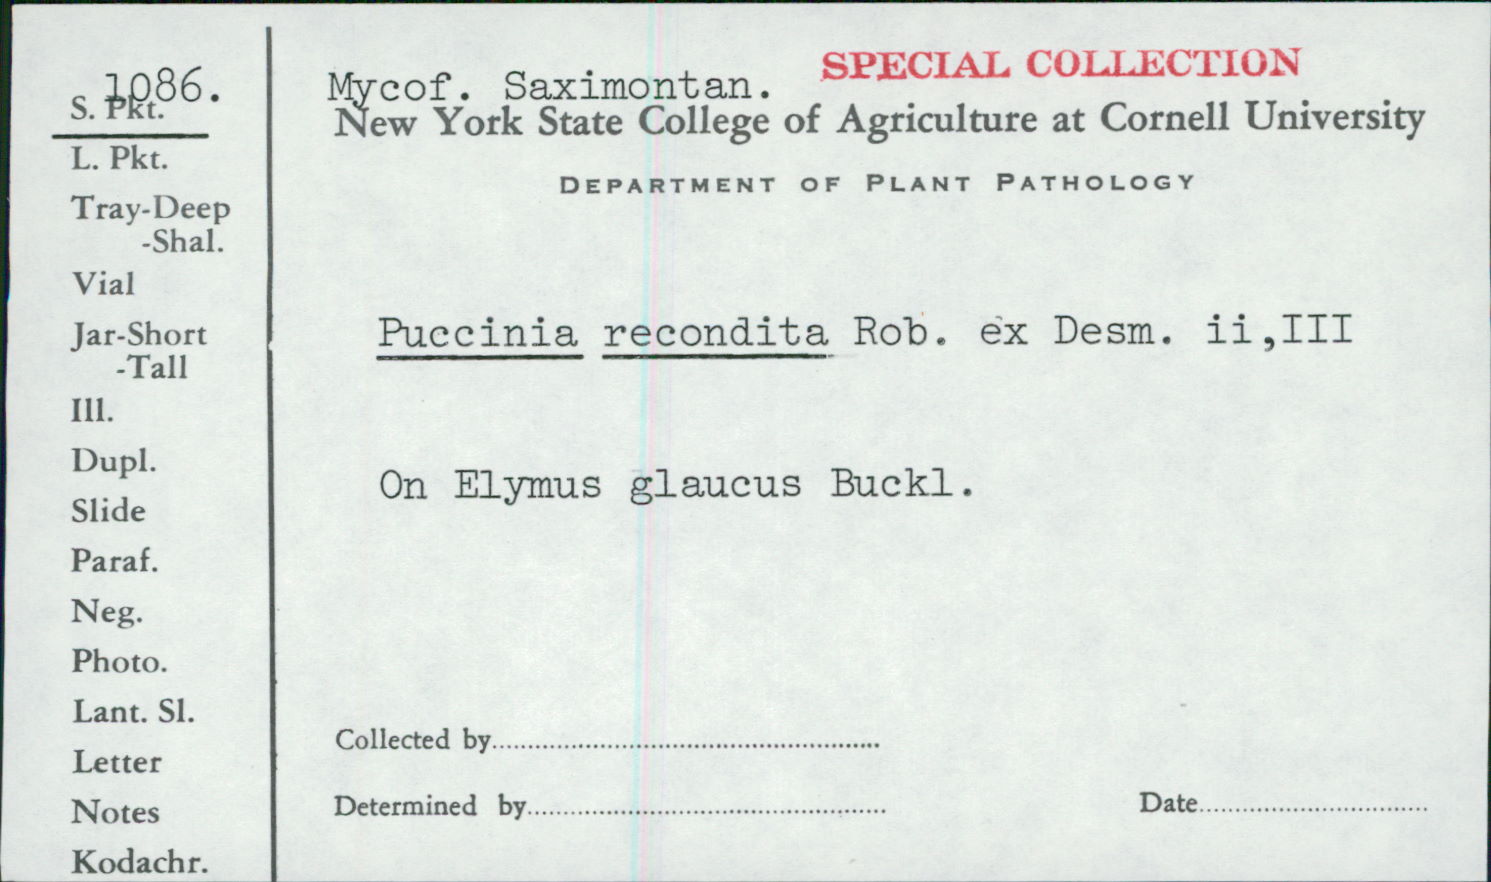 1086.
S. Pkt.
L. Pkt.
Tray-Deep
-Shal.
Vial
Jar-Short
-Tall
Ill.
Dupl.
Slide
Paraf.
Neg.
Photo.
Lant. Sl.
Letter
Notes
Kodachr.
Mycof. Saximontan.
SPECIAL COLLECTION
New York State College of Agriculture at Cornell University
DEPARTMENT OF PLANT PATHOLOGY
Puccinia recondita Rob. ex Desm. ii,III
On Elymus glaucus Buckl.
Collected by
Determined by
Date